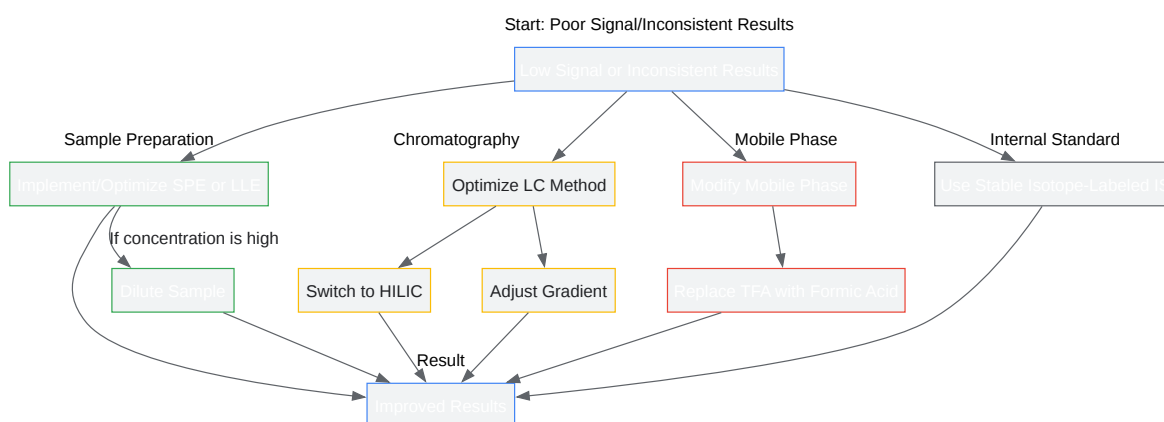 Start: Poor Signal/Inconsistent Results
Low Signal or Inconsistent Results
Sample Preparation
Chromatography
Mobile Phase
Internal Standard
Implement/Optimize SPE or LLE
Optimize LC Method
Modify Mobile Phase
Use Stable Isotope-Labeled IS
If concentration is high
Dilute Sample
Switch to HILIC
Adjust Gradient
Replace TFA with Formic Acid
Result
Improved Results